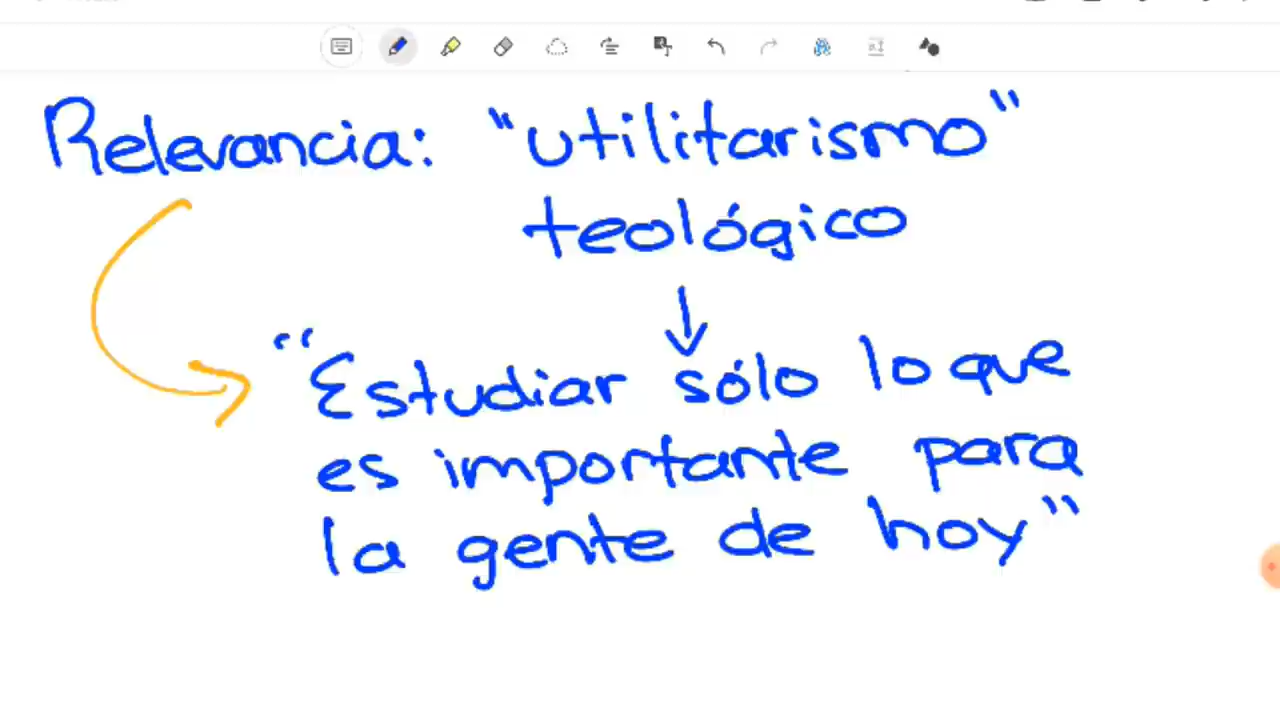 Relevancia: "utilitarismo"
teológico
"Estudiar sólo lo que
es importante para
la gente de hoy"